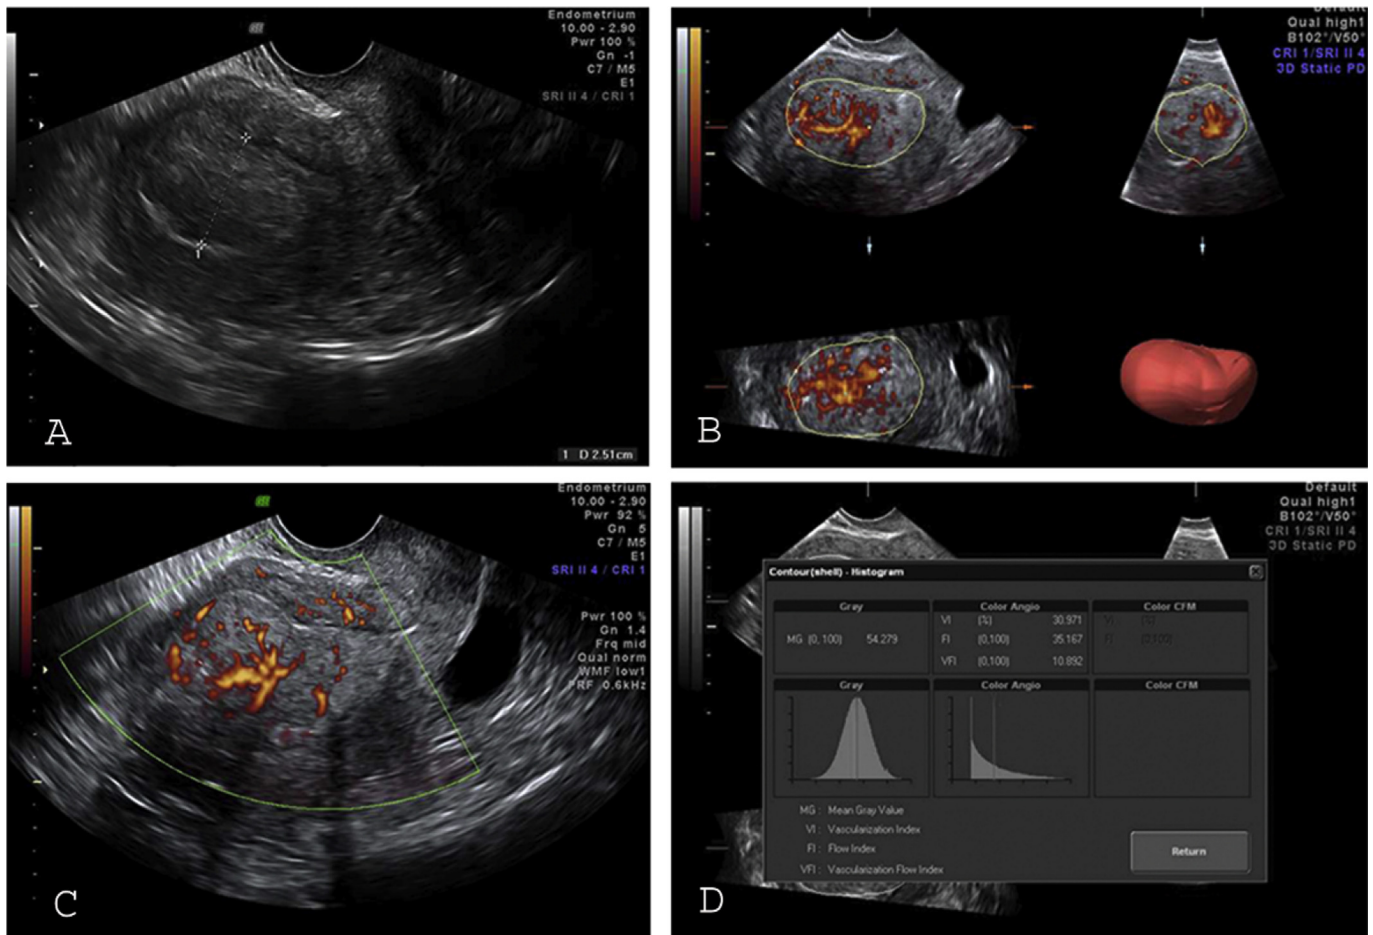 Endometrium
10.00 - 2.90
Pwr 100 %
Gn -1
C7 / M5
E1
SRI II 4 / CRI 1
A
1 D 2.51cm
Default
Qual high1
B102°/V50°
CRI 1/SRI II 4
3D Static PD
B
Endometrium
10.00 - 2.90
Pwr 92 %
Gn 5
C7 / M5
E1
SRI II 4 / CRI 1
Pwr 100 %
Gn 1.4
Frq mid
Qual norm
WMF low1
PRF 0.6kHz
C
Default
Qual high1
B102°/V50°
CRI 1/SRI II 4
3D Static PD
Contour(shell) - Histogram
Gray
MG (0, 100) 54.279
Color Angio
VI (%) 30.971
FI (0,100) 35.167
VFI (0,100) 10.892
Color CFM
VI (%)
FI (0,100)
Gray
Color Angio
Color CFM
MG : Mean Gray Value
VI : Vascularization Index
FI : Flow Index
VFI : Vascularization Flow Index
Return
D